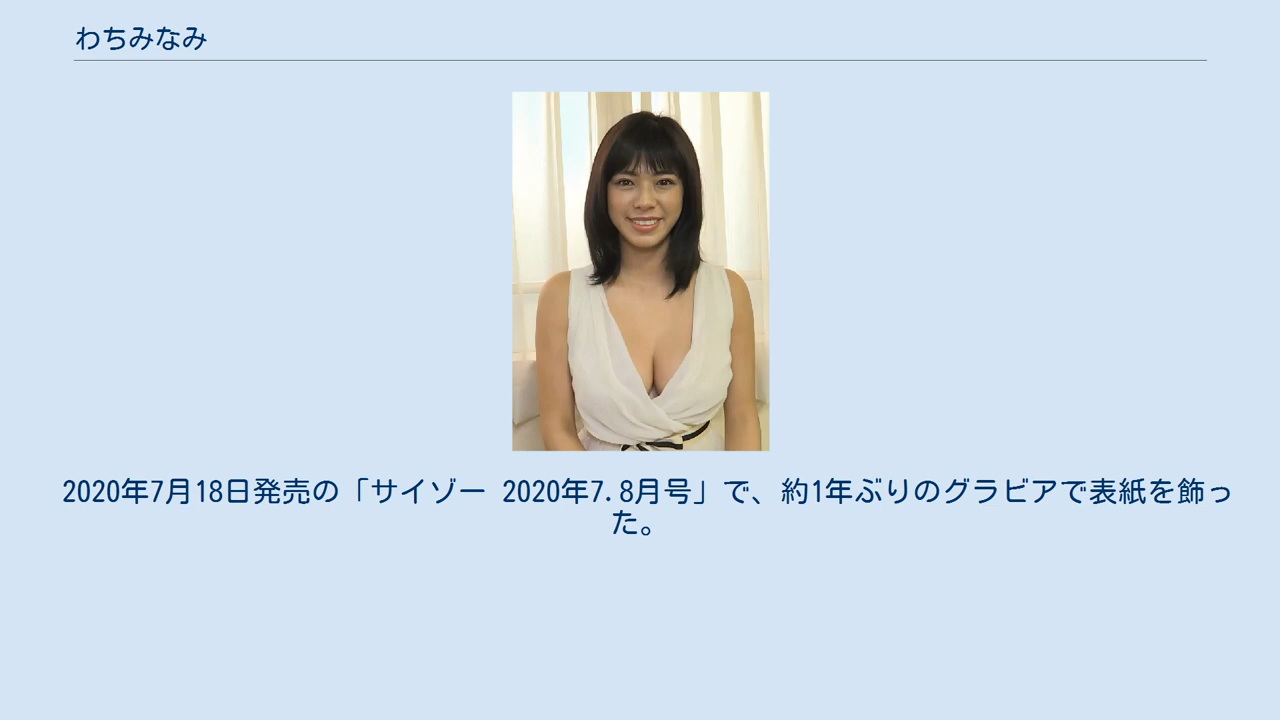 わちみなみ
2020年7月18日発売の「サイゾー 2020年7.8月号」で、約1年ぶりのグラビアで表紙を飾っ
た。